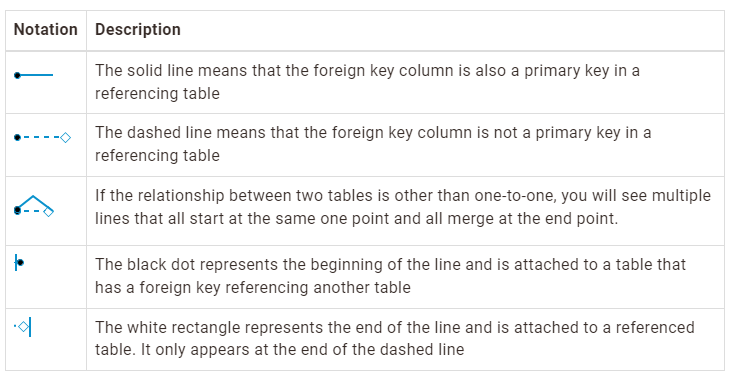 Notation Description
The solid line means that the foreign key column is also a primary key in a
referencing table
The dashed line means that the foreign key column is not a primary key in a
referencing table
If the relationship between two tables is other than one-to-one, you will see multiple
lines that all start at the same one point and all merge at the end point.
The black dot represents the beginning of the line and is attached to a table that
has a foreign key referencing another table
The white rectangle represents the end of the line and is attached to a referenced
table. It only appears at the end of the dashed line